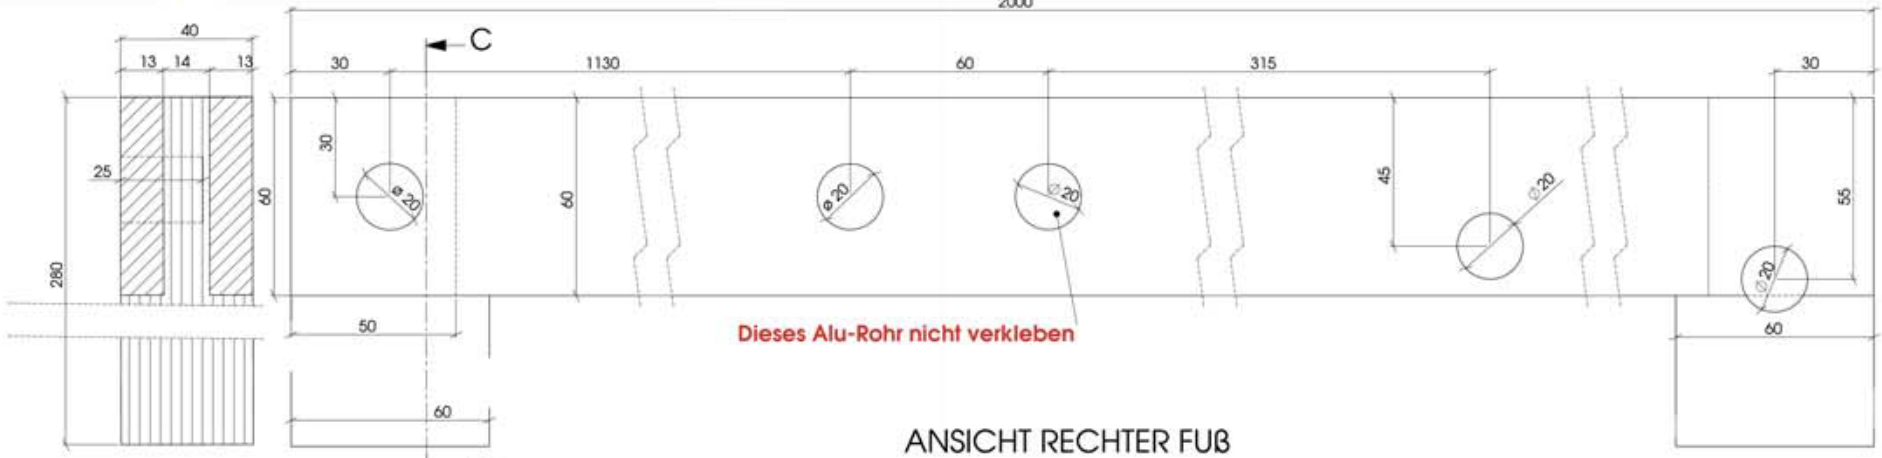 2000
40
C
13 14 13
30 1130 60 315 30
30
25
60
ø 20
60
ø 20
∅20
45
∅20
55
280
∅20
50
Dieses Alu-Rohr nicht verkleben
60
60
ANSICHT RECHTER FUß